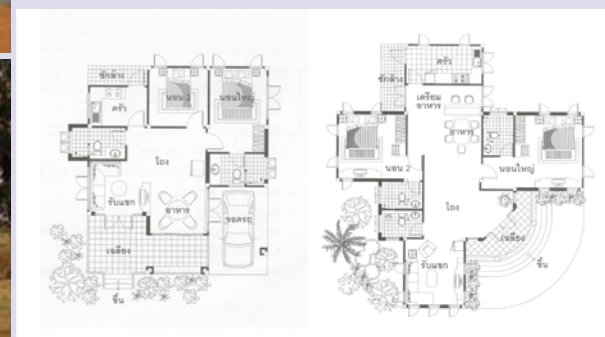 ซักล้าง
ครัว
นอน 2
นอนใหญ่
โถง
รับแขก
อาหาร
จอดรถ
เฉลียง
ขึ้น
ครัว
ซักล้าง
เตรียม
อาหาร
อาหาร
นอน 2
นอนใหญ่
โถง
เฉลียง
รับแขก
ขึ้น